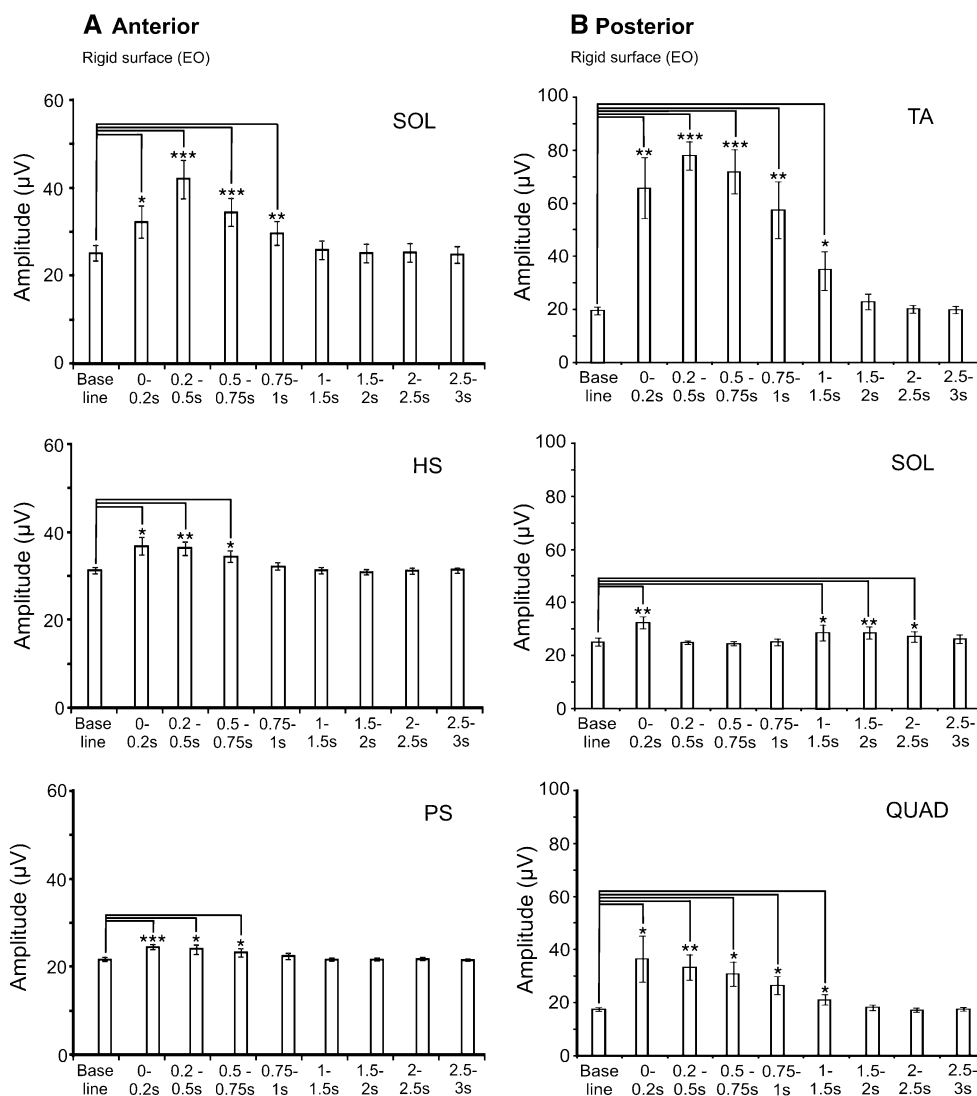 A Anterior
Rigid surface (EO)
SOL
Amplitude (µV)
60
40
20
0
*
***
***
**
Base 0- 0.2 - 0.5 - 0.75- 1- 1.5- 2- 2.5-
line 0.2s 0.5s 0.75s 1s 1.5s 2s 2.5s 3s
HS
Amplitude (µV)
60
40
20
0
*
**
*
Base 0- 0.2 - 0.5 - 0.75- 1- 1.5- 2- 2.5-
line 0.2s 0.5s 0.75s 1s 1.5s 2s 2.5s 3s
PS
Amplitude (µV)
60
40
20
0
***
*
*
Base 0- 0.2 - 0.5 - 0.75- 1- 1.5- 2- 2.5-
line 0.2s 0.5s 0.75s 1s 1.5s 2s 2.5s 3s
B Posterior
Rigid surface (EO)
TA
Amplitude (µV)
100
80
60
40
20
0
**
***
***
**
*
Base 0- 0.2 - 0.5 - 0.75- 1- 1.5- 2- 2.5-
line 0.2s 0.5s 0.75s 1s 1.5s 2s 2.5s 3s
SOL
Amplitude (µV)
100
80
60
40
20
0
**
*
**
*
Base 0- 0.2 - 0.5 - 0.75- 1- 1.5- 2- 2.5-
line 0.2s 0.5s 0.75s 1s 1.5s 2s 2.5s 3s
QUAD
Amplitude (µV)
100
80
60
40
20
0
*
**
*
*
*
Base 0- 0.2 - 0.5 - 0.75- 1- 1.5- 2- 2.5-
line 0.2s 0.5s 0.75s 1s 1.5s 2s 2.5s 3s